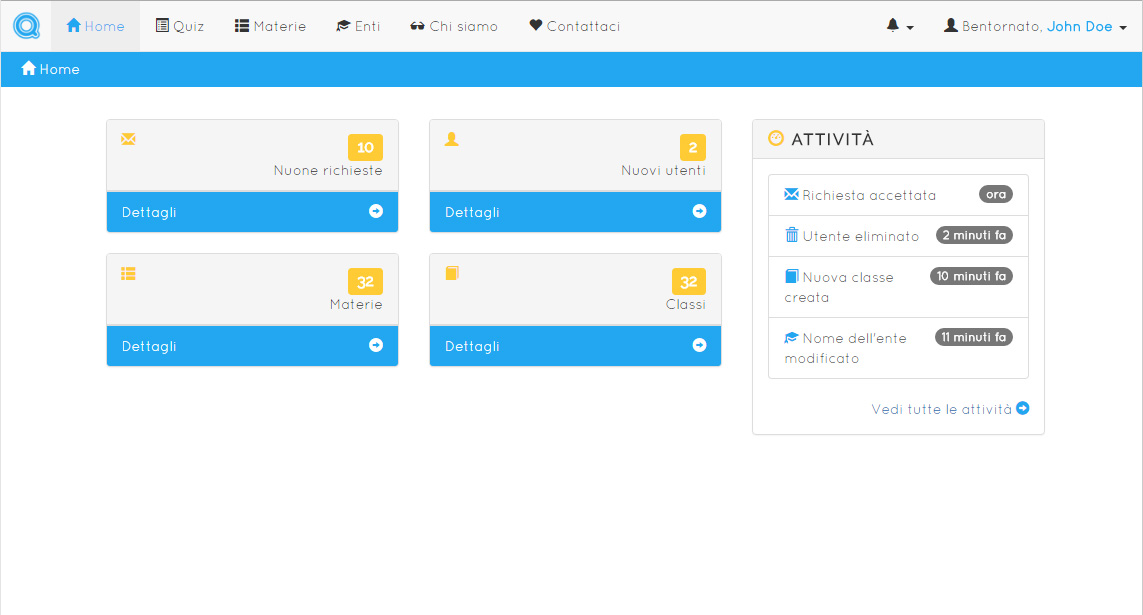 Home Quiz Materie Enti Chi siamo Contattaci Bentornato, John Doe
Home
10
Nuone richieste
Dettagli
2
Nuovi utenti
Dettagli
32
Materie
Dettagli
32
Classi
Dettagli
ATTIVITÀ
Richiesta accettata ora
Utente eliminato 2 minuti fa
Nuova classe 10 minuti fa
creata
Nome dell'ente 11 minuti fa
modificato
Vedi tutte le attività